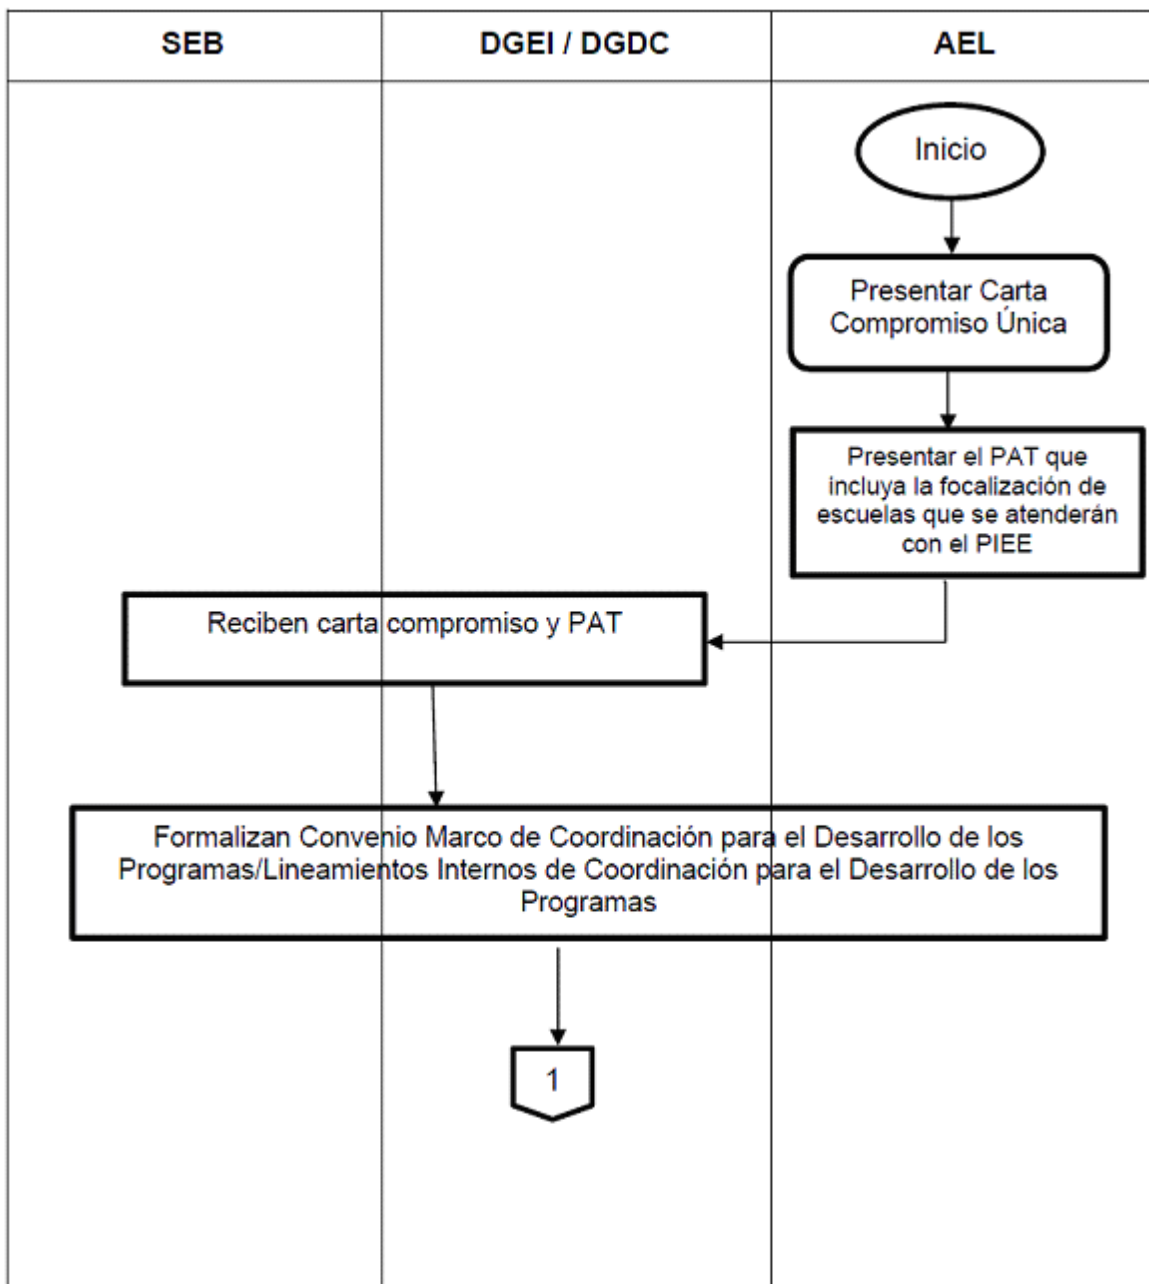 SEB
DGEI / DGDC
AEL
Inicio
Presentar Carta
Compromiso Única
Presentar el PAT que
incluya la focalización de
escuelas que se atenderán
con el PIEE
Reciben carta compromiso y PAT
Formalizan Convenio Marco de Coordinación para el Desarrollo de los
Programas/Lineamientos Internos de Coordinación para el Desarrollo de los
Programas
1